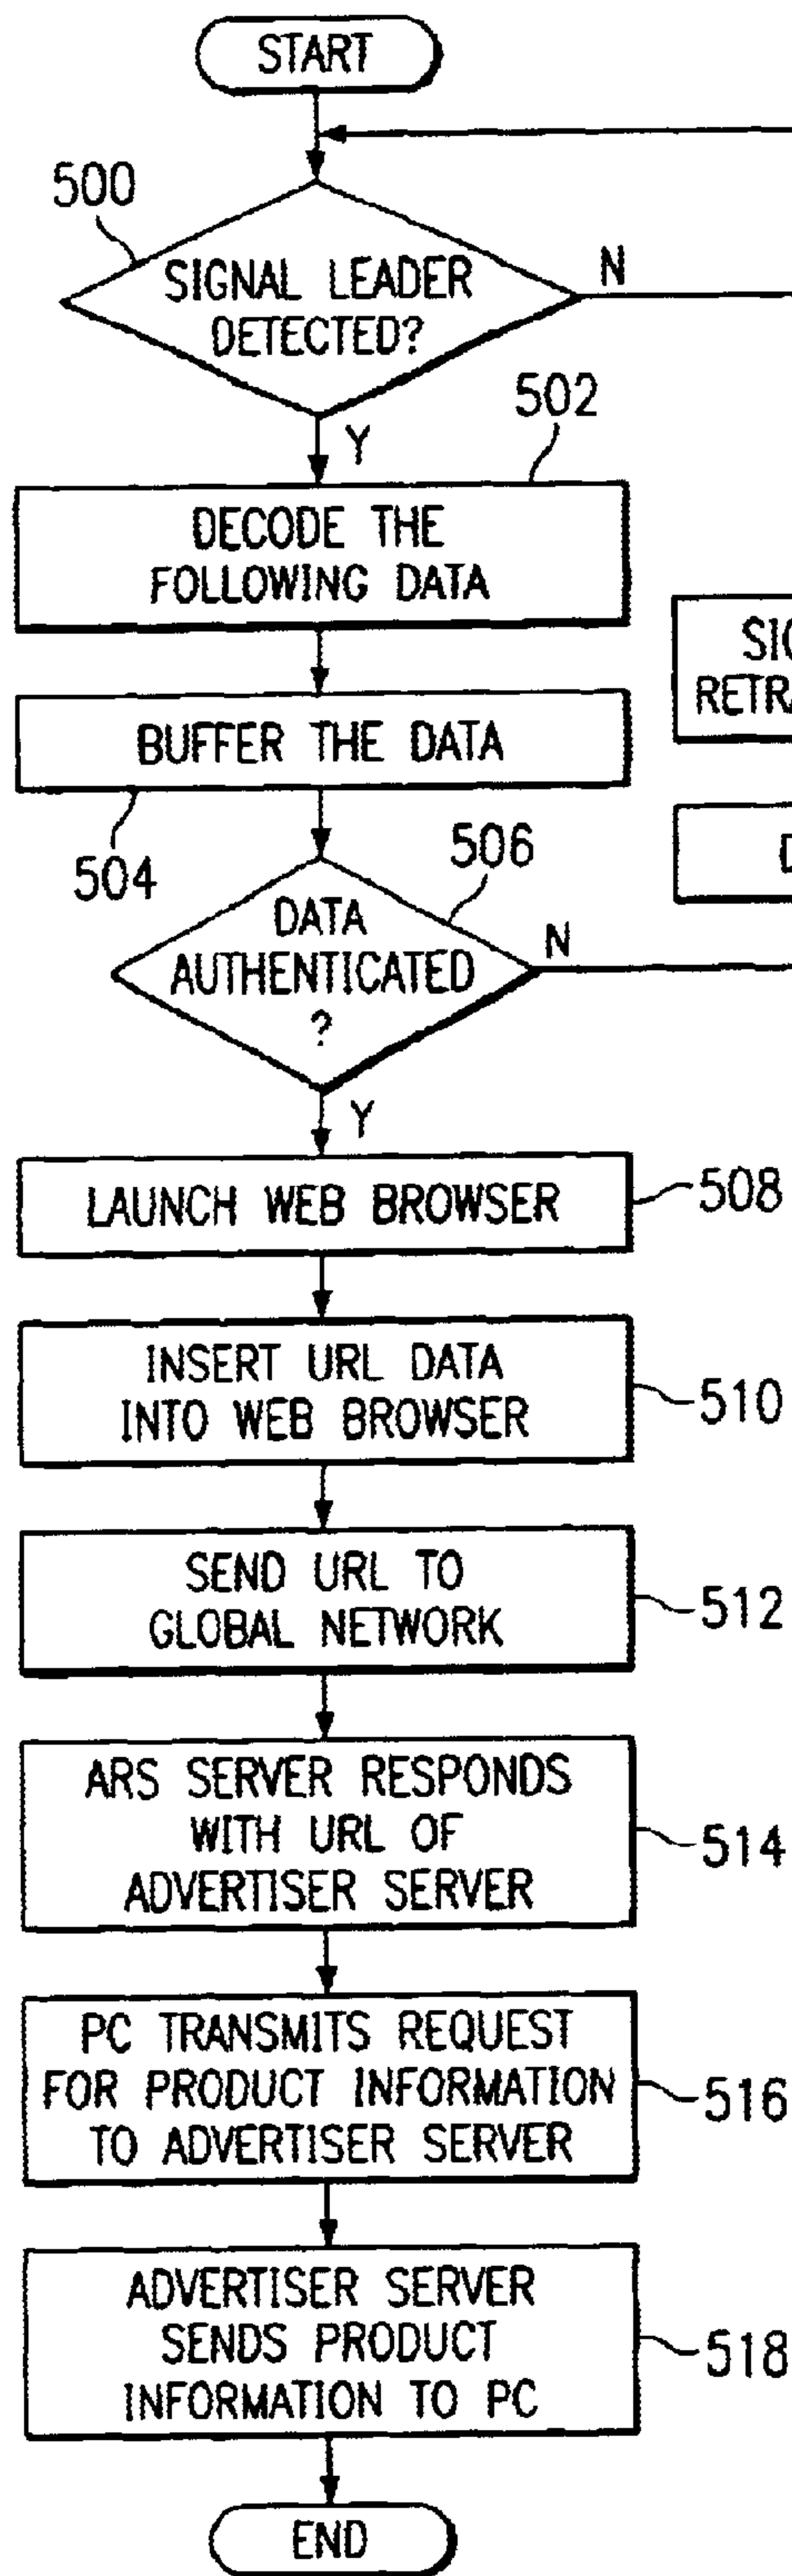 START
500
SIGNAL LEADER
DETECTED?
N
Y
502
DECODE THE
FOLLOWING DATA
BUFFER THE DATA
504
506
DATA
AUTHENTICATED
?
N
Y
LAUNCH WEB BROWSER
508
INSERT URL DATA
INTO WEB BROWSER
510
SEND URL TO
GLOBAL NETWORK
512
ARS SERVER RESPONDS
WITH URL OF
ADVERTISER SERVER
514
PC TRANSMITS REQUEST
FOR PRODUCT INFORMATION
TO ADVERTISER SERVER
516
ADVERTISER SERVER
SENDS PRODUCT
INFORMATION TO PC
518
END